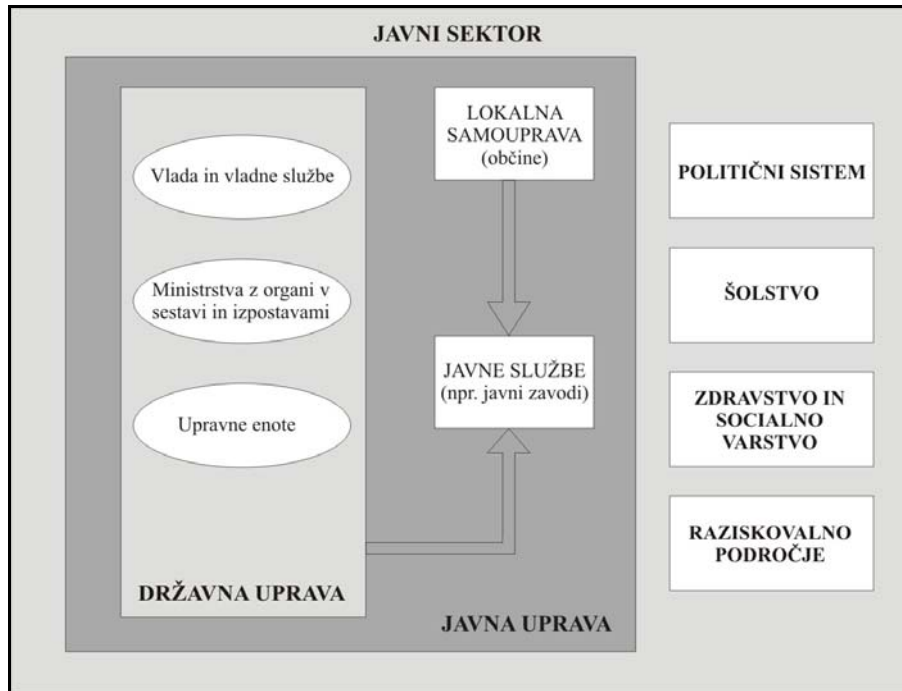 JAVNI SEKTOR
Vlada in vladne službe
Ministrstva z organi v
sestavi in izpostavami
Upravne enote
DRŽAVNA UPRAVA
LOKALNA
SAMOUPRAVA
(občine)
JAVNE SLUŽBE
(npr. javni zavodi)
JAVNA UPRAVA
POLITIČNI SISTEM
ŠOLSTVO
ZDRAVSTVO IN
SOCIALNO
VARSTVO
RAZISKOVALNO
PODROČJE